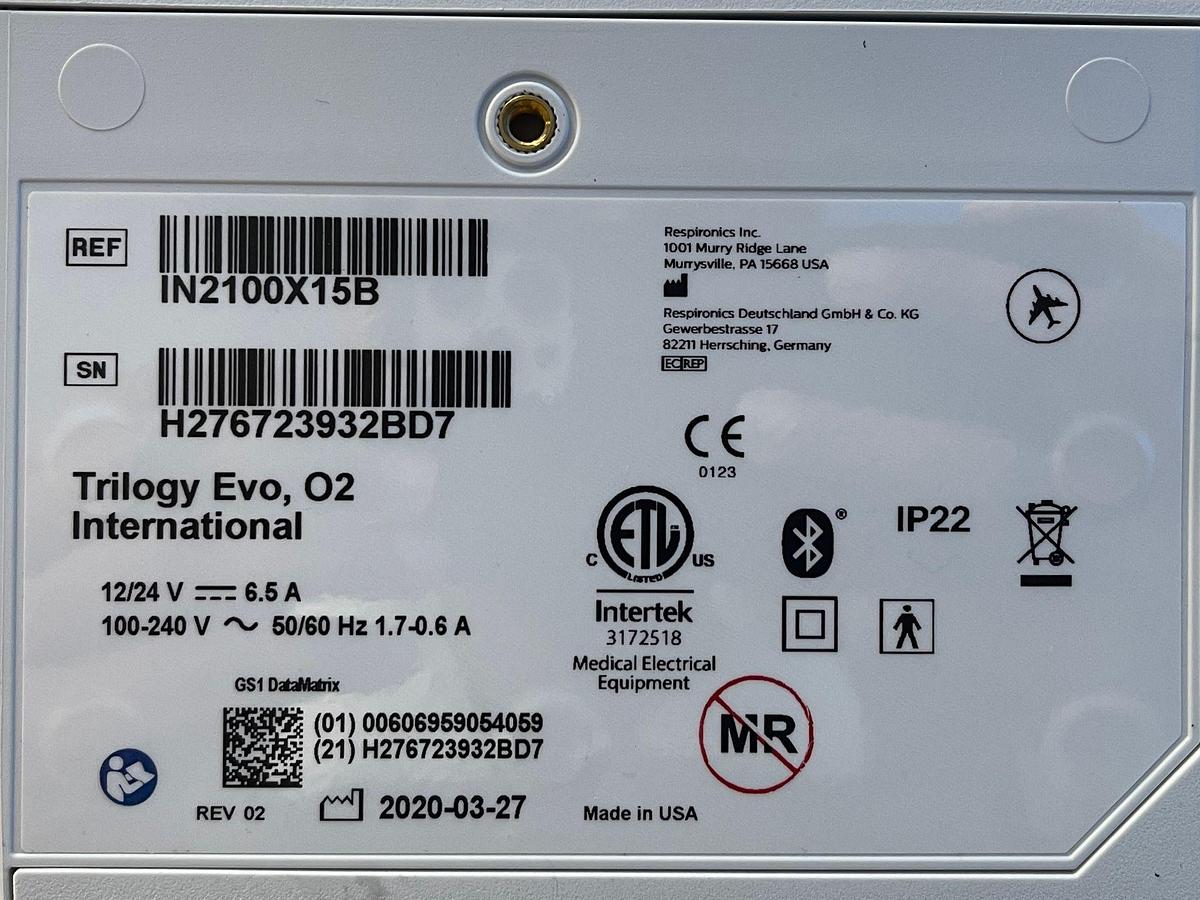 REF
IN2100X15B
SN
H276723932BD7
Trilogy Evo, O2
International
12/24 V 6.5 A
100-240 V ~ 50/60 Hz 1.7-0.6 A
GS1 DataMatrix
(01) 00606959054059
(21) H276723932BD7
REV 02
2020-03-27
Respironics Inc.
1001 Murry Ridge Lane
Murrysville, PA 15668 USA
Respironics Deutschland GmbH & Co. KG
Gewerbestrasse 17
82211 Herrsching, Germany
EC REP
CE
0123
ETL
LISTED
C US
Intertek
3172518
Medical Electrical
Equipment
®
IP22
MR
Made in USA